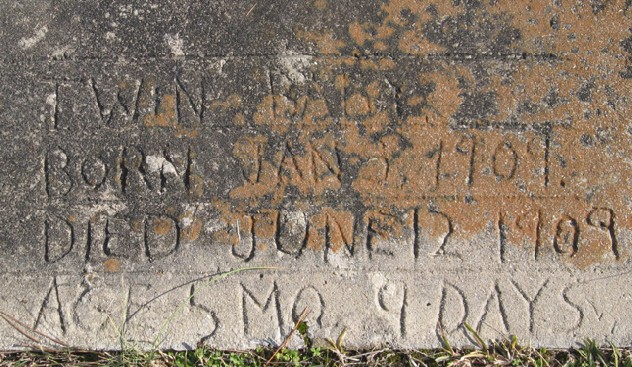 TWIN BABY
BORN JAN 3 1909.
DIED JUNE 12 1909.
AGE 5 MO. 9 DAYS.